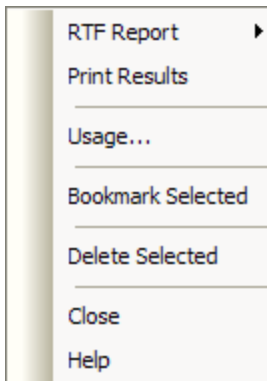 RTF Report
Print Results
Usage...
Bookmark Selected
Delete Selected
Close
Help